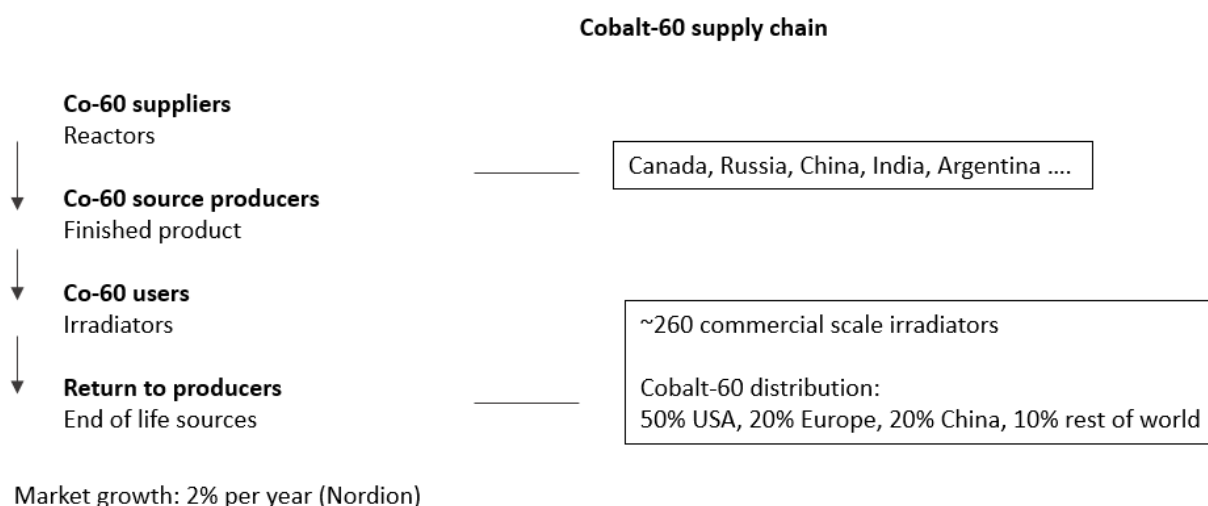 Cobalt-60 supply chain
Co-60 suppliers
Reactors
Canada, Russia, China, India, Argentina ....
Co-60 source producers
Finished product
Co-60 users
Irradiators
~260 commercial scale irradiators
Return to producers
End of life sources
Cobalt-60 distribution:
50% USA, 20% Europe, 20% China, 10% rest of world
Market growth: 2% per year (Nordion)